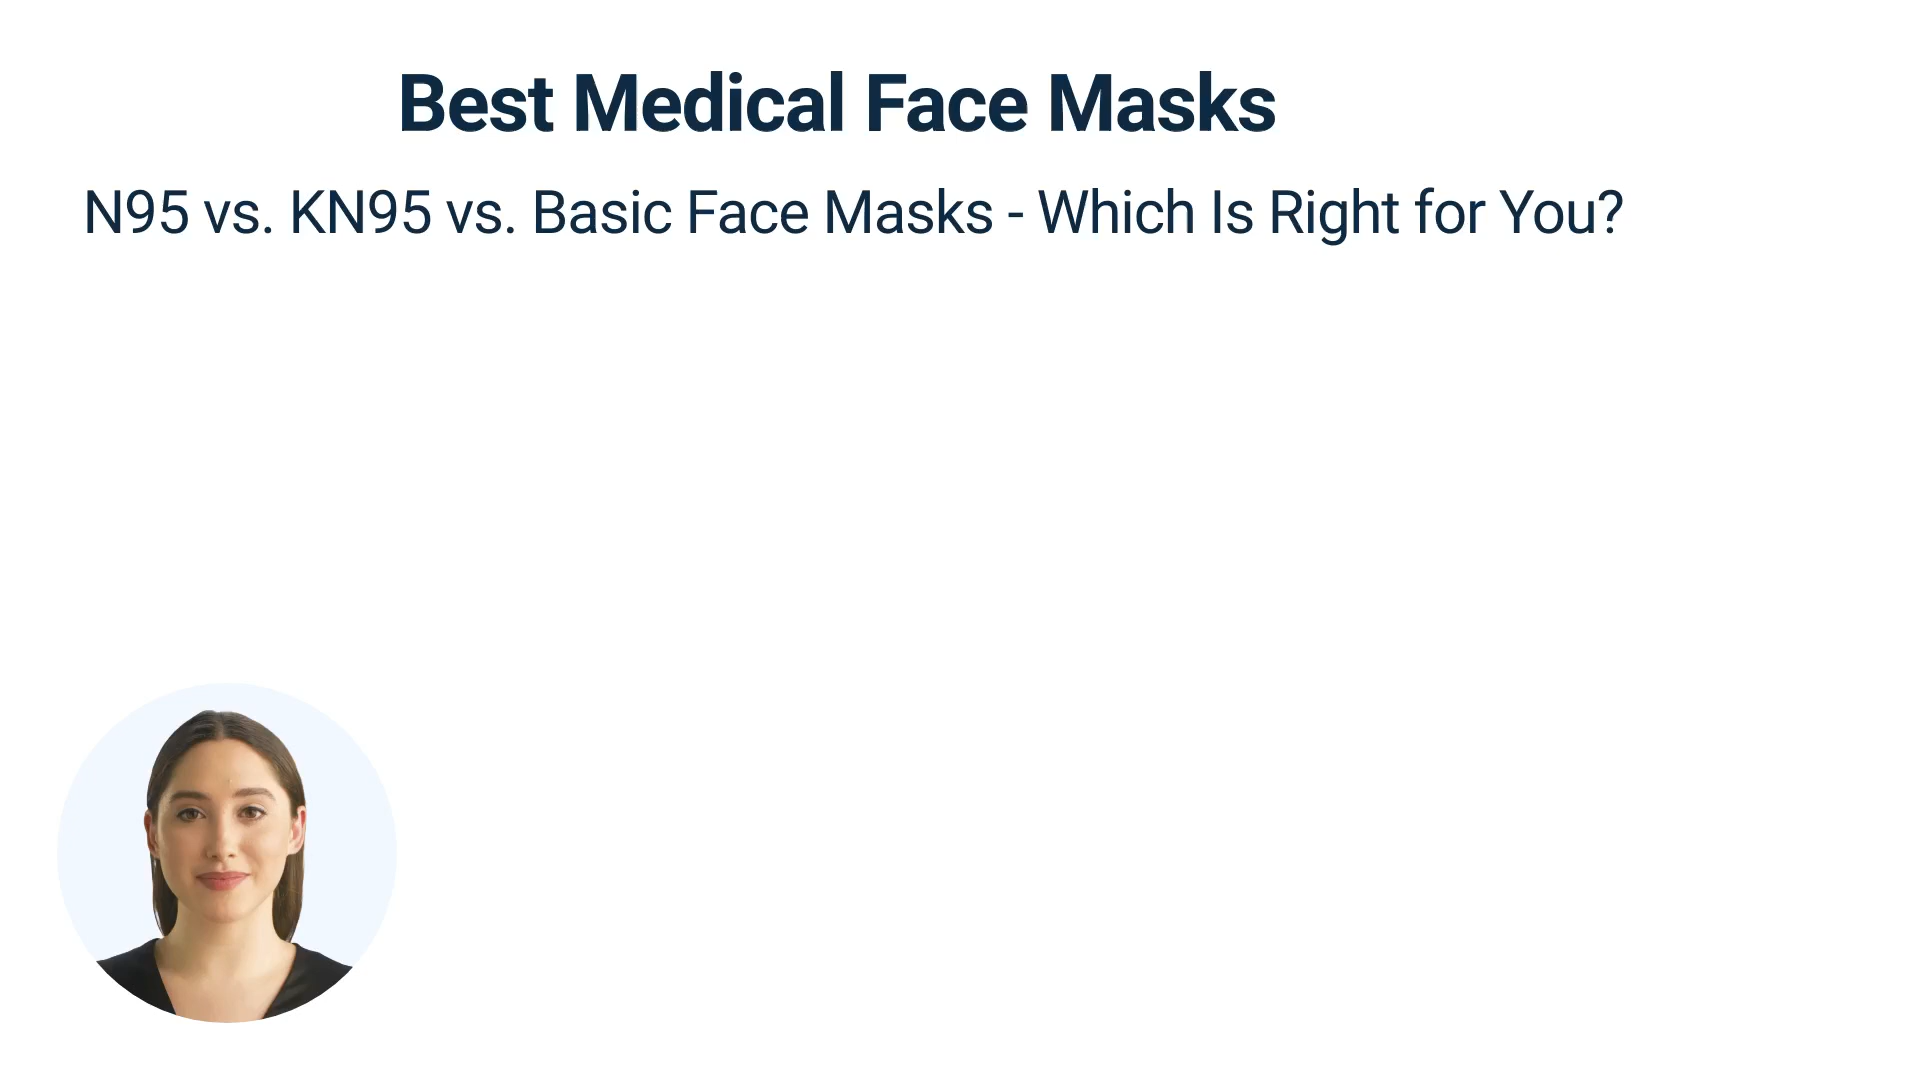 Best Medical Face Masks
N95 vs. KN95 vs. Basic Face Masks - Which Is Right for You?